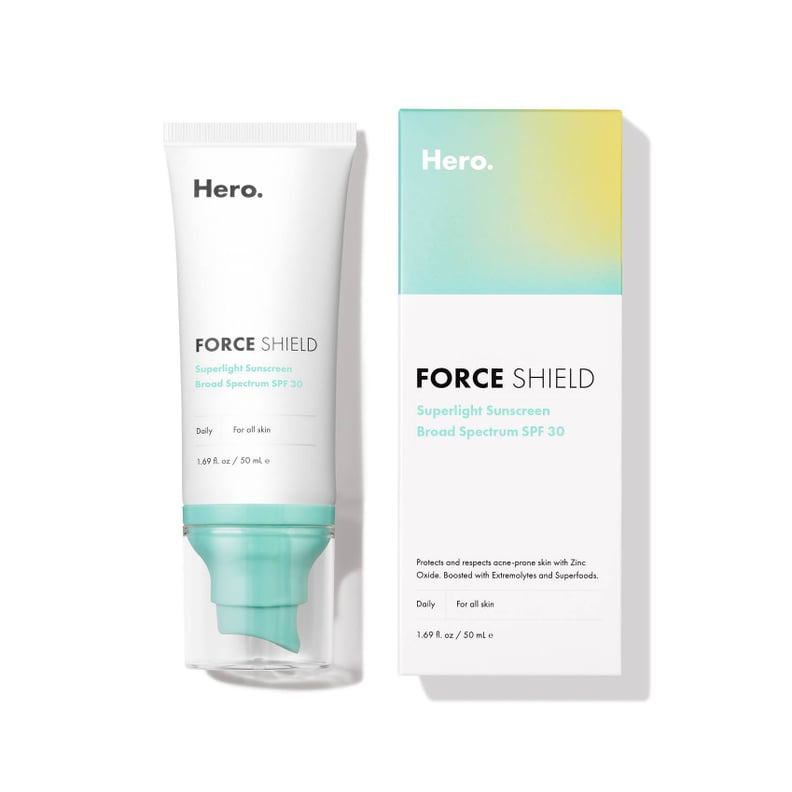 Hero.
FORCE SHIELD
Superlight Sunscreen
Broad Spectrum SPF 30
Daily
For all skin
1.69 fl. oz / 50 mL ℮
Hero.
FORCE SHIELD
Superlight Sunscreen
Broad Spectrum SPF 30
Protects and respects acne-prone skin with Zinc
Oxide. Boosted with Extremolytes and Superfoods.
Daily
For all skin
1.69 fl. oz / 50 mL ℮